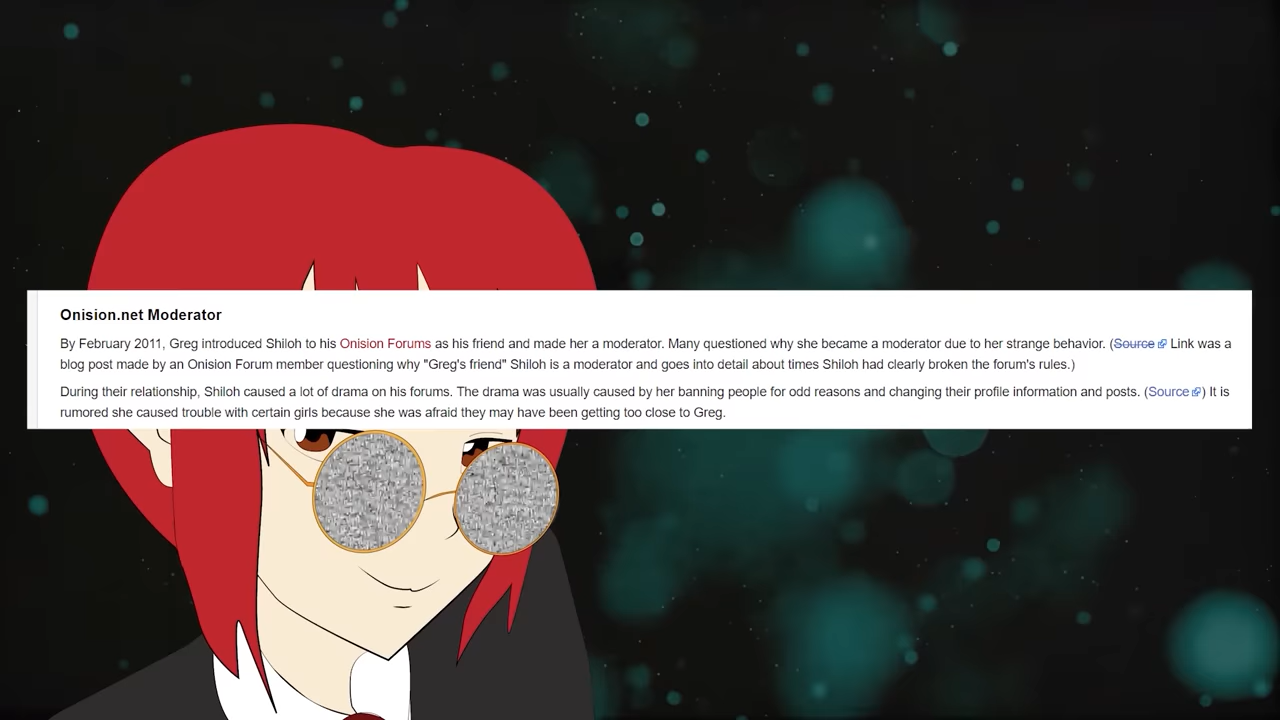 Onision.net Moderator
By February 2011, Greg introduced Shiloh to his Onision Forums as his friend and made her a moderator. Many questioned why she became a moderator due to her strange behavior. (Source Link was a
blog post made by an Onision Forum member questioning why "Greg's friend" Shiloh is a moderator and goes into detail about times Shiloh had clearly broken the forum's rules.)
During their relationship, Shiloh caused a lot of drama on his forums. The drama was usually caused by her banning people for odd reasons and changing their profile information and posts. (Source) It is
rumored she caused trouble with certain girls because she was afraid they may have been getting too close to Greg.